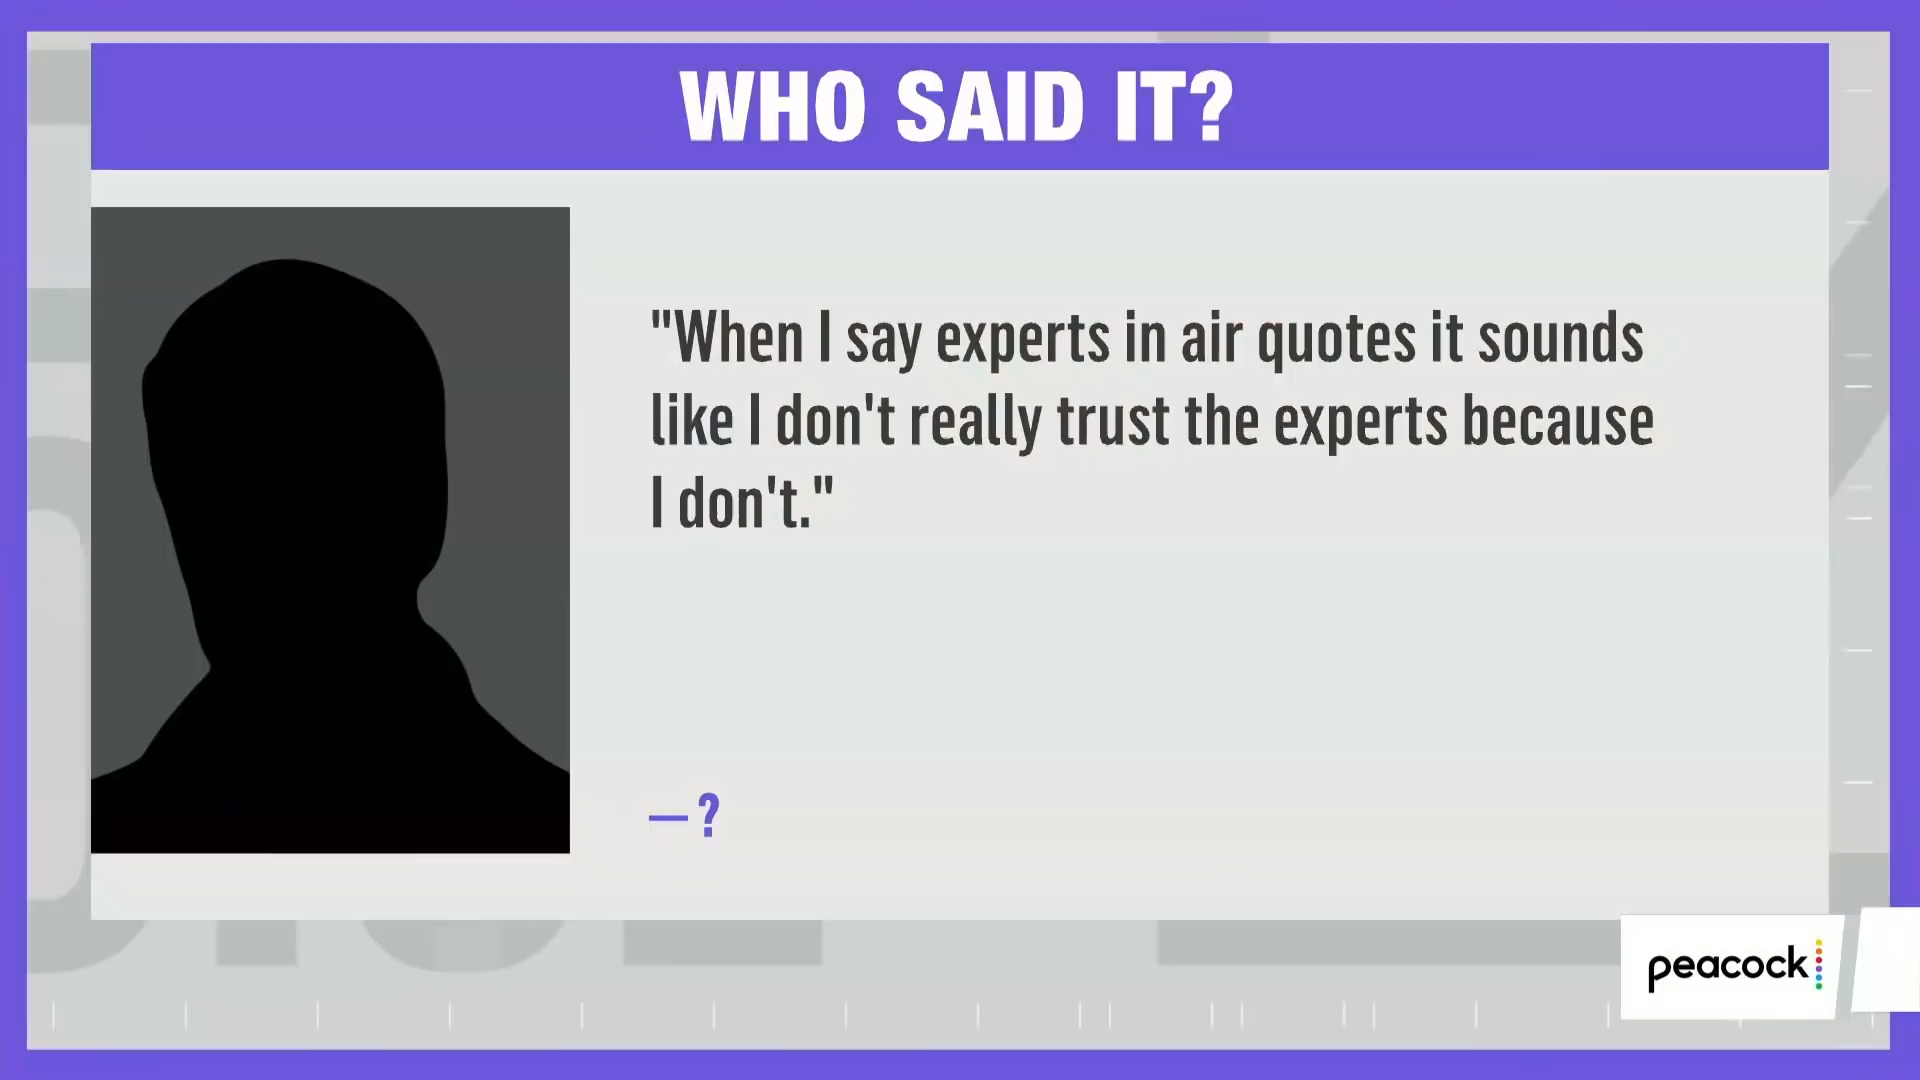 WHO SAID IT?
"When I say experts in air quotes it sounds
like I don't really trust the experts because
I don't."
— ?
peacock